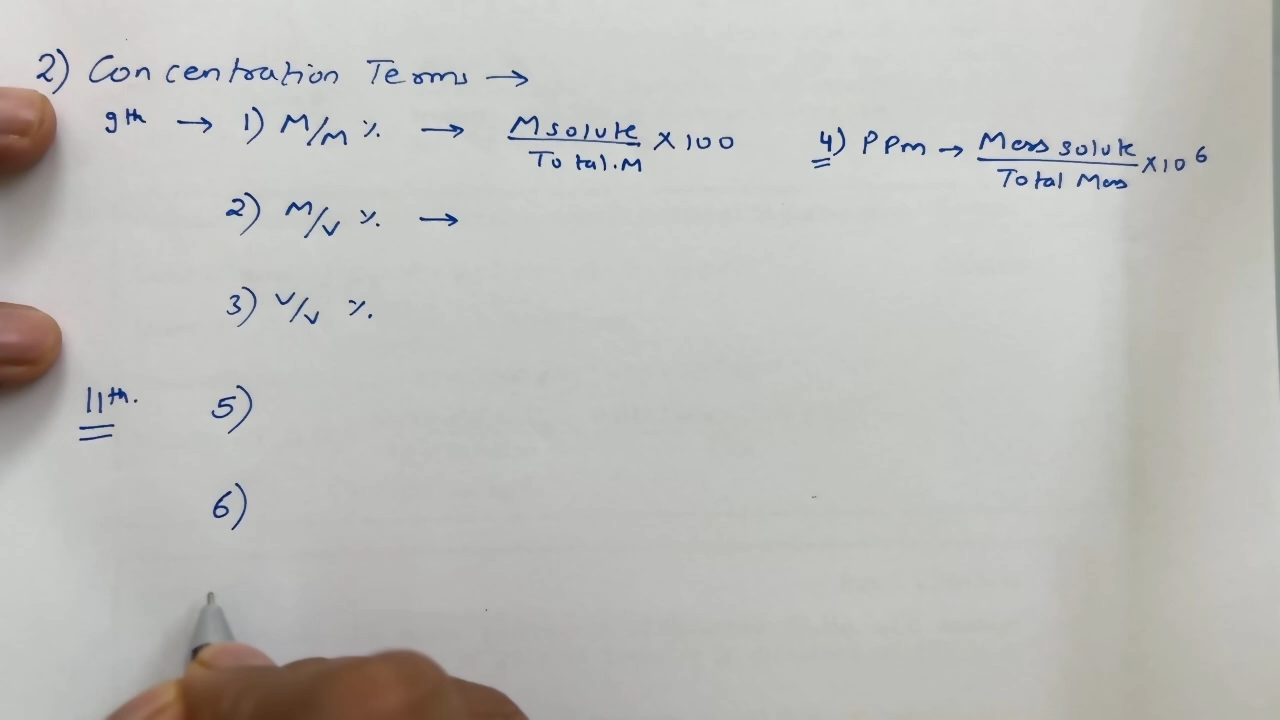 2) Concentration Terms →
9th → 1) M/M % → M solute / Total.M × 100
4) PPm → Mass solute / Total Mass × 10^6
2) M/V % →
3) V/V %.
11th. 5)
6)